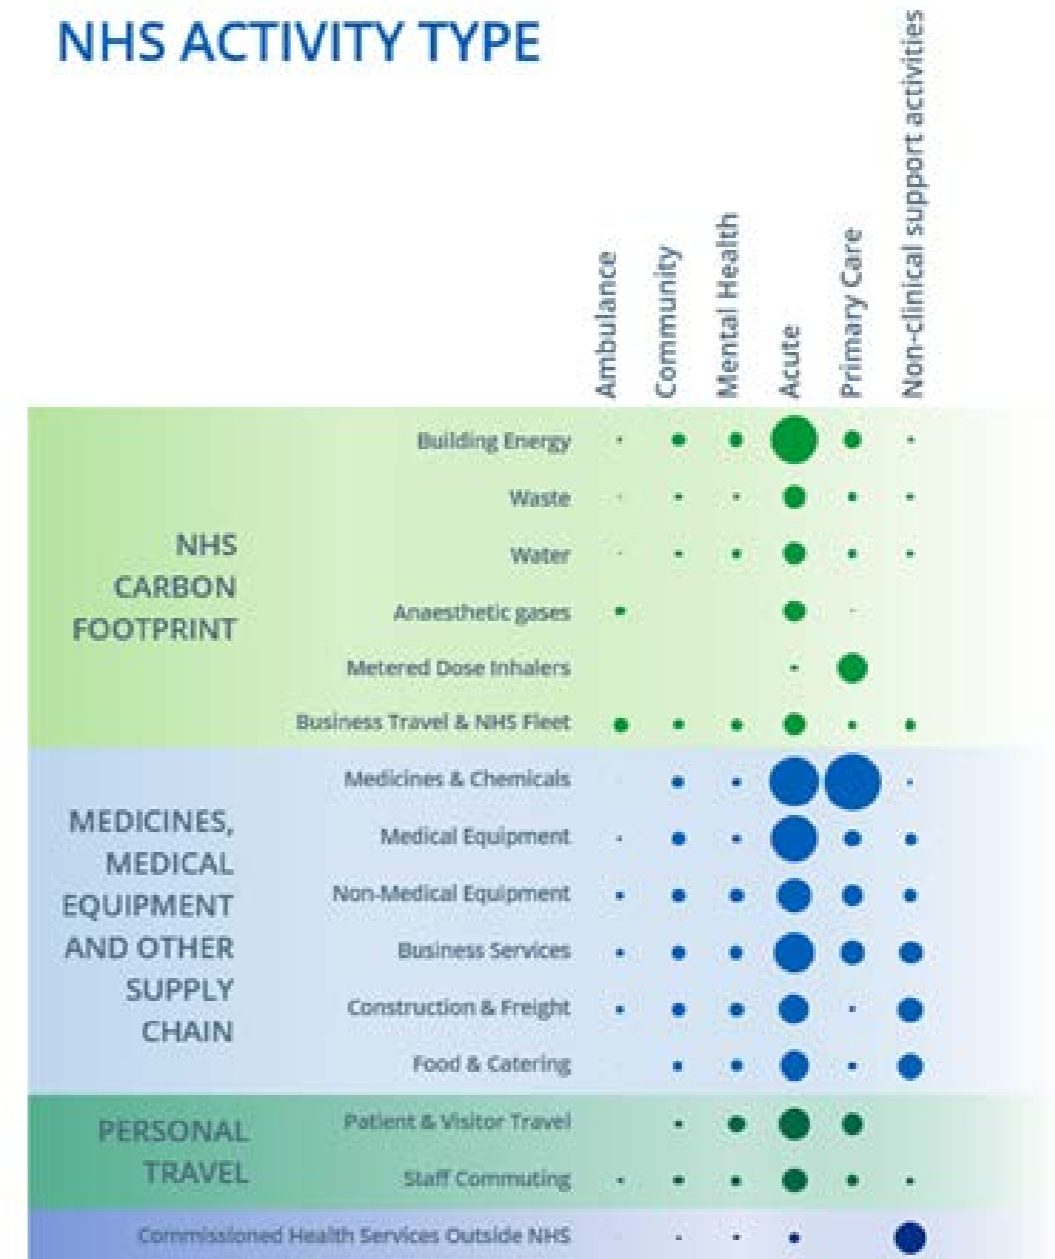 NHS ACTIVITY TYPE
Ambulance
Community
Mental Health
Acute
Primary Care
Non-clinical support activities
NHS
CARBON
FOOTPRINT
Building Energy
Waste
Water
Anaesthetic gases
Metered Dose Inhalers
Business Travel & NHS Fleet
MEDICINES,
MEDICAL
EQUIPMENT
AND OTHER
SUPPLY
CHAIN
Medicines & Chemicals
Medical Equipment
Non-Medical Equipment
Business Services
Construction & Freight
Food & Catering
PERSONAL
TRAVEL
Patient & Visitor Travel
Staff Commuting
Commissioned Health Services Outside NHS